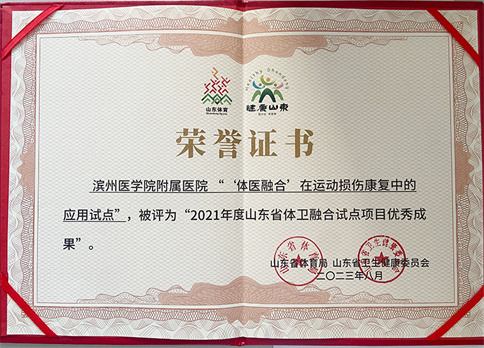 山东体育
健康山东
荣誉证书
滨州医学院附属医院 “‘体医融合’在运动损伤康复中的
应用试点”，被评为“2021年度山东省体卫融合试点项目优秀成
果”。
山东省体育局 山东省卫生健康委员会
二〇二三年八月